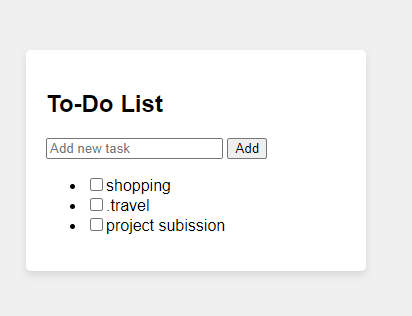 To-Do List
Add new task Add
shopping
.travel
project subission